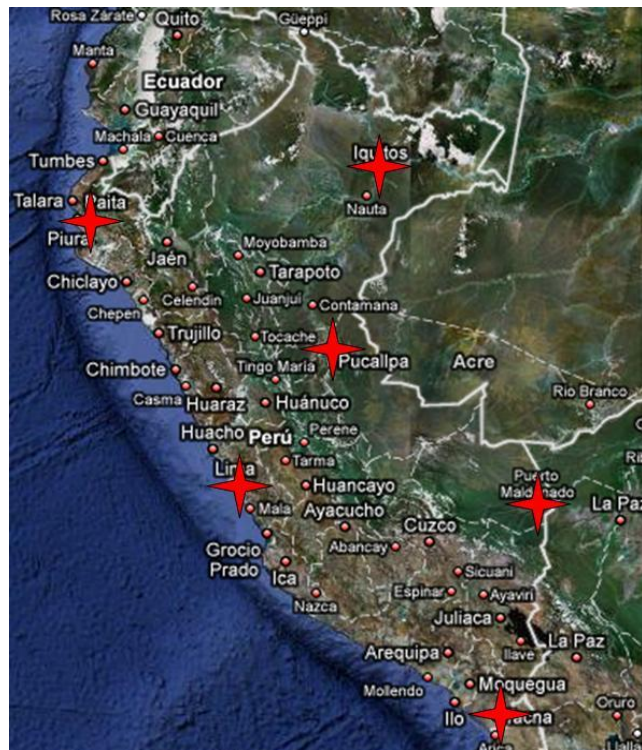 Rosa Zárate
Quito
Güeppi
Manta
Ecuador
Guayaquil
Machala
Cuenca
Iquitos
Tumbes
Talara
Paita
Nauta
Piura
Jaén
Moyobamba
Tarapoto
Chiclayo
Celendin
Juanjuí
Contamana
Chepen
Trujillo
Tocache
Pucallpa
Acre
Chimbote
Tingo María
Rio Branco
Casma
Huaraz
Huánuco
Huacho
Perú
Perene
Lima
Tarma
Puerto
Maldonado
Huancayo
La Paz
Mala
Ayacucho
Cuzco
Grocio
Prado
Abancay
Ica
Sicuani
Espinar
Ayaviri
Nazca
Juliaca
Ilave
La Paz
Arequipa
Mollendo
Moquegua
Ilo
Tacna
Oruro
Arica